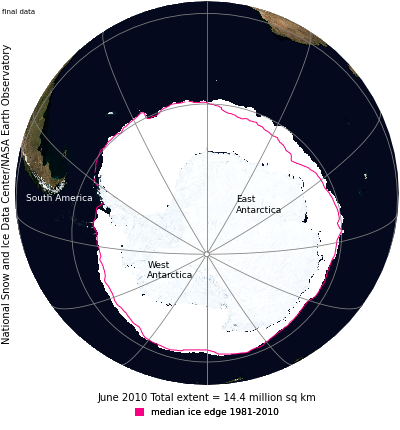 final data
National Snow and Ice Data Center/NASA Earth Observatory
South America
East
Antarctica
West
Antarctica
June 2010 Total extent = 14.4 million sq km
median ice edge 1981-2010